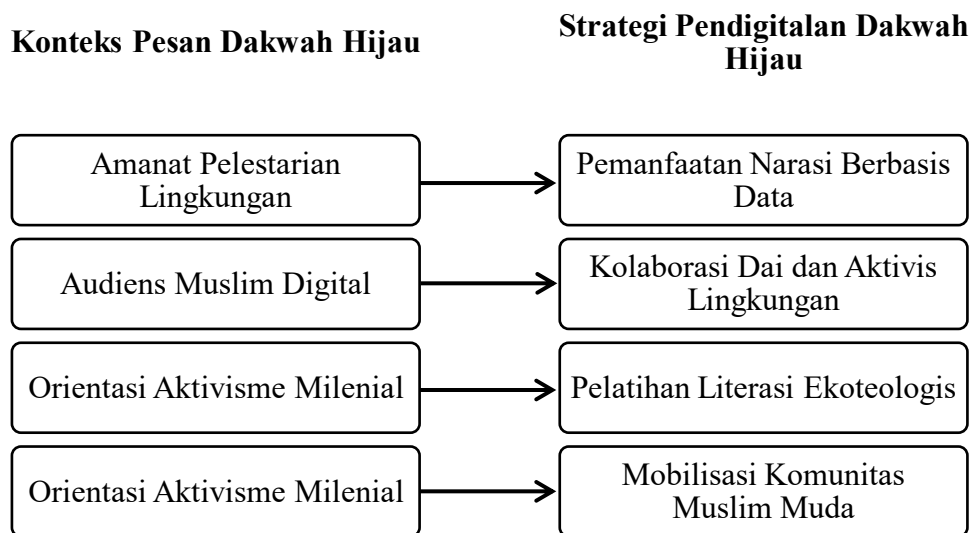 Konteks Pesan Dakwah Hijau
Strategi Pendigitalan Dakwah
Hijau
Amanat Pelestarian
Lingkungan
Pemanfaatan Narasi Berbasis
Data
Audiens Muslim Digital
Kolaborasi Dai dan Aktivis
Lingkungan
Orientasi Aktivisme Milenial
Pelatihan Literasi Ekoteologis
Orientasi Aktivisme Milenial
Mobilisasi Komunitas
Muslim Muda